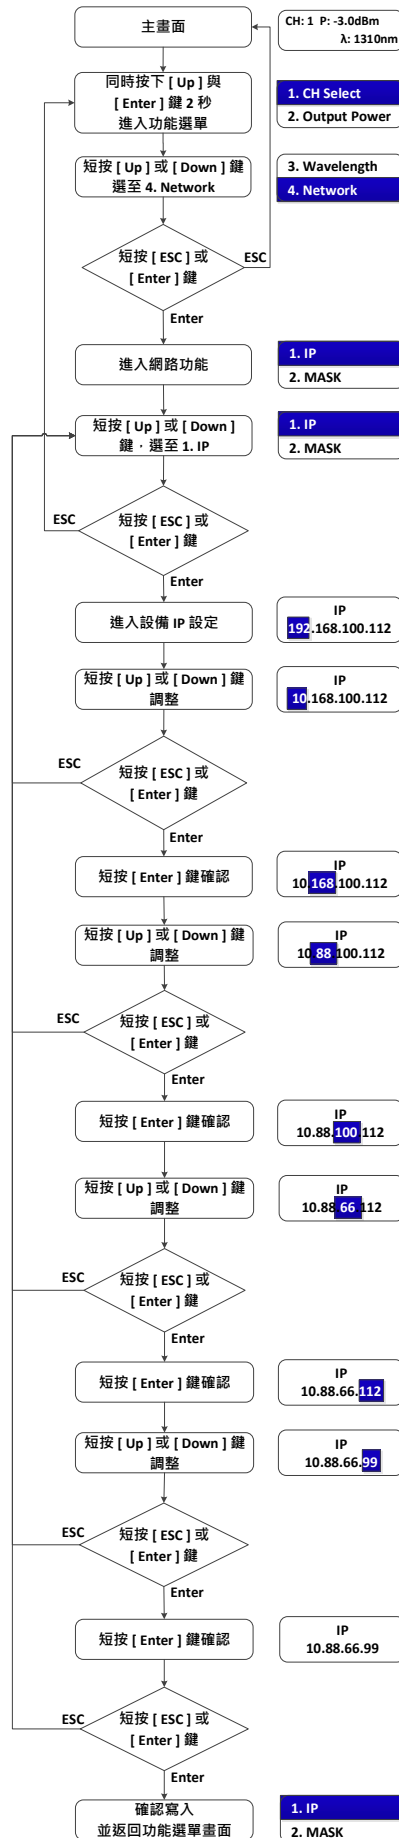 主畫面
CH: 1 P: -3.0dBm
λ: 1310nm
同時按下 [ Up ] 與
[ Enter ] 鍵 2 秒
進入功能選單
1. CH Select
2. Output Power
短按 [ Up ] 或 [ Down ] 鍵
選至 4. Network
3. Wavelength
4. Network
短按 [ ESC ] 或
[ Enter ] 鍵
ESC
Enter
進入網路功能
1. IP
2. MASK
短按 [ Up ] 或 [ Down ]
鍵，選至 1. IP
1. IP
2. MASK
ESC
短按 [ ESC ] 或
[ Enter ] 鍵
Enter
進入設備 IP 設定
IP
192.168.100.112
短按 [ Up ] 或 [ Down ] 鍵
調整
IP
10.168.100.112
ESC
短按 [ ESC ] 或
[ Enter ] 鍵
Enter
短按 [ Enter ] 鍵確認
IP
10.168.100.112
短按 [ Up ] 或 [ Down ] 鍵
調整
IP
10.88.100.112
ESC
短按 [ ESC ] 或
[ Enter ] 鍵
Enter
短按 [ Enter ] 鍵確認
IP
10.88.100.112
短按 [ Up ] 或 [ Down ] 鍵
調整
IP
10.88.66.112
ESC
短按 [ ESC ] 或
[ Enter ] 鍵
Enter
短按 [ Enter ] 鍵確認
IP
10.88.66.112
短按 [ Up ] 或 [ Down ] 鍵
調整
IP
10.88.66.99
ESC
短按 [ ESC ] 或
[ Enter ] 鍵
Enter
短按 [ Enter ] 鍵確認
IP
10.88.66.99
ESC
短按 [ ESC ] 或
[ Enter ] 鍵
Enter
確認寫入
並返回功能選單畫面
1. IP
2. MASK